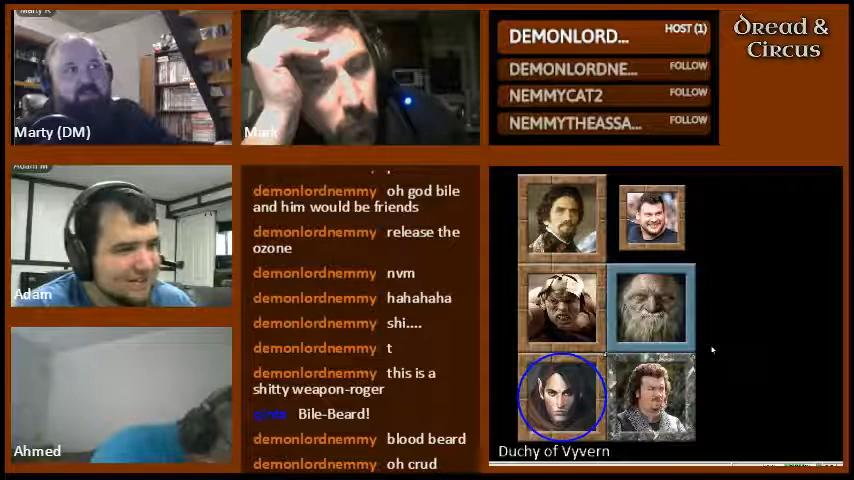 Marty R
Marty (DM)
Mark
DEMONLORD...
HOST (1)
DEMONLORDNE...
FOLLOW
NEMMYCAT2
FOLLOW
NEMMYTHEASSA...
FOLLOW
Dread &
Circus
Adam M
Adam
Ahmed
demonlordnemmy oh god bile
and him would be friends
demonlordnemmy release the
ozone
demonlordnemmy nvm
demonlordnemmy hahahaha
demonlordnemmy shi....
demonlordnemmy t
demonlordnemmy this is a
shitty weapon-roger
Bile-Beard!
demonlordnemmy blood beard
demonlordnemmy oh crud
Duchy of Vyvern